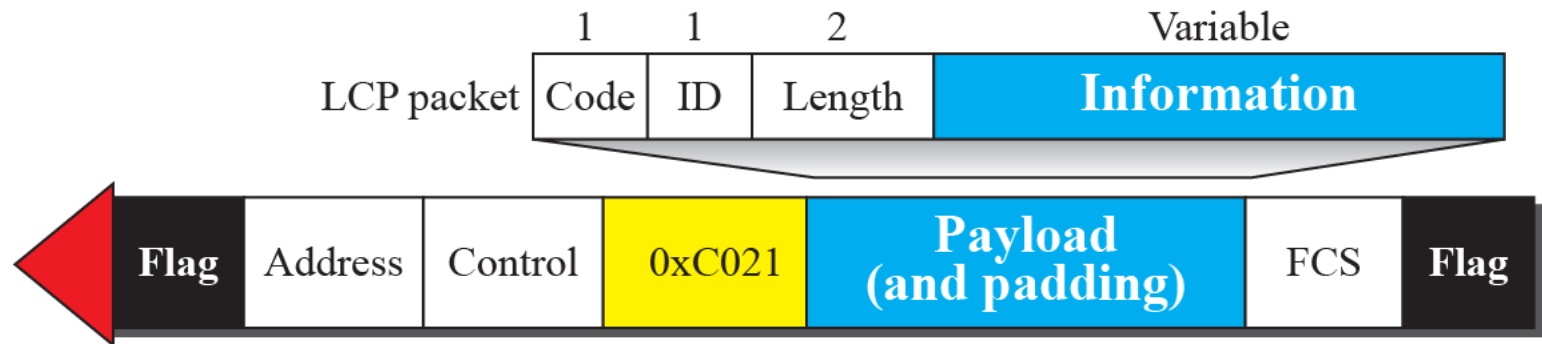 1 1 2 Variable
LCP packet Code ID Length Information
Flag Address Control 0xC021 Payload (and padding) FCS Flag